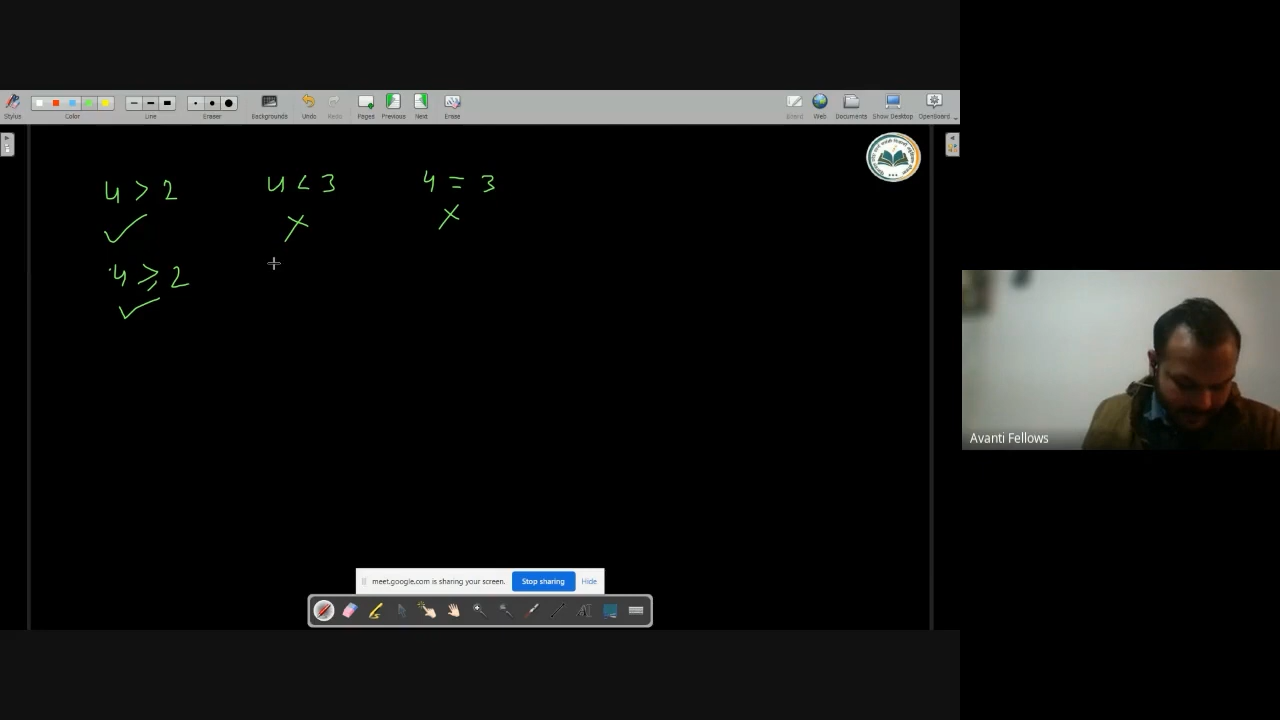 Stylus Color Line Eraser Backgrounds Undo Redo Pages Previous Next Erase Board Web Documents Show Desktop OpenBoard
4 > 2 4 < 3 4 = 3
✓ ✗ ✗
4 ⩾ 2
✓
Avanti Fellows
meet.google.com is sharing your screen. Stop sharing Hide